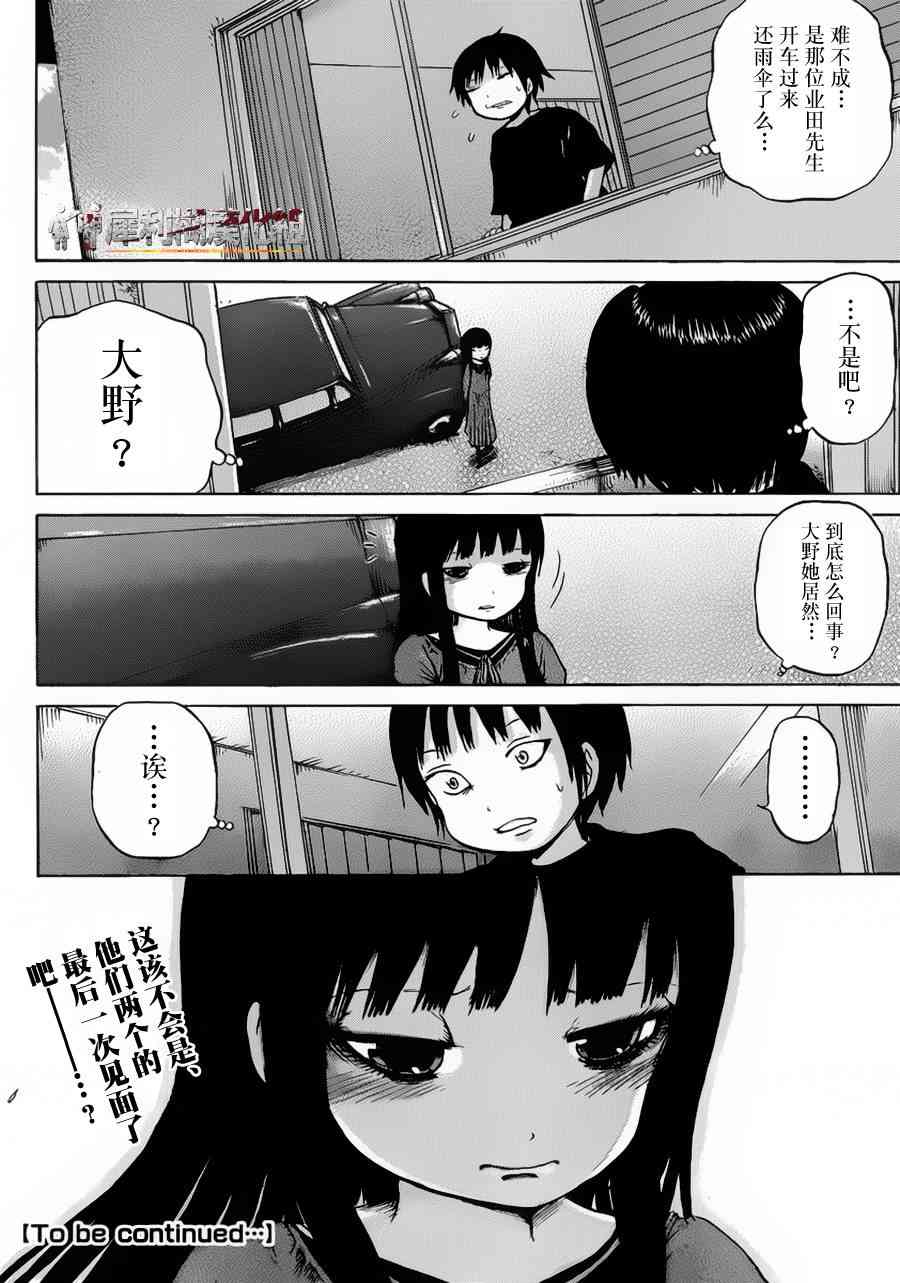 难不成…
是那位业田先生
开车过来
还雨伞了么…
…不是吧？
大野？
到底怎么回事？
大野她居然…
………
…诶…？
这该不会是、
他们两个的
最后一次见面了
吧——…？
【To be continued…】